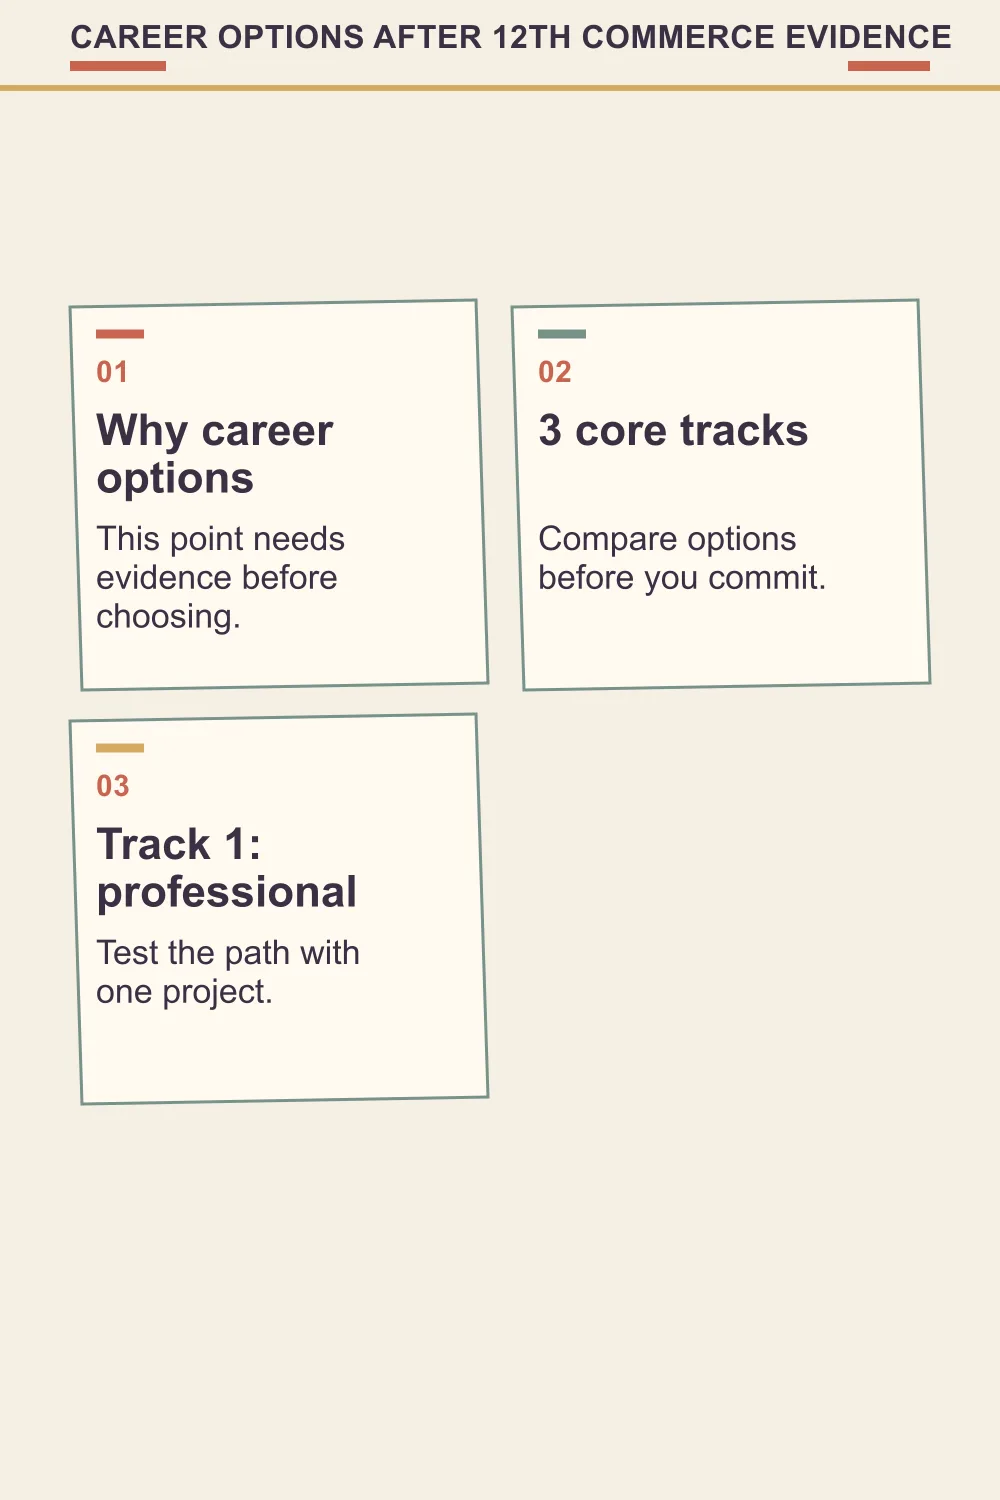 CAREER OPTIONS AFTER 12TH COMMERCE EVIDENCE
01
Why career
options
This point needs
evidence before
choosing.
02
3 core tracks
Compare options
before you commit.
03
Track 1:
professional
Test the path with
one project.